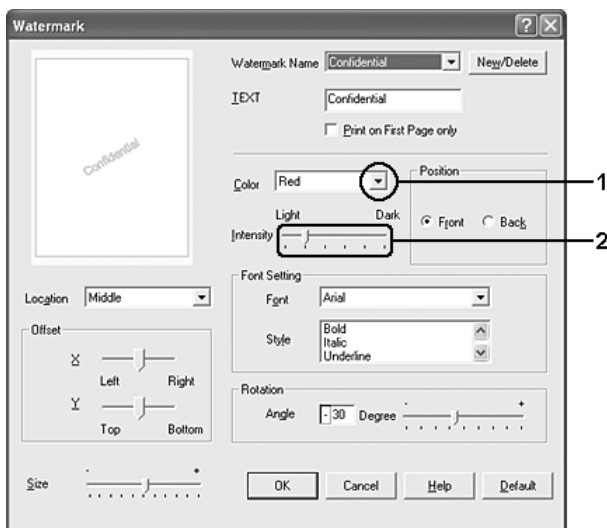 Watermark
Watermark Name Confidential New/Delete
TEXT Confidential
Print on First Page only
Confidential
Color Red
Position
1
Light Dark
Front Back
Intensity
2
Font Setting
Location Middle
Font Arial
Offset
Style Bold
Italic
Underline
X
Left Right
Rotation
Y
Angle -30 Degree - +
Top Bottom
Size - +
OK Cancel Help Default